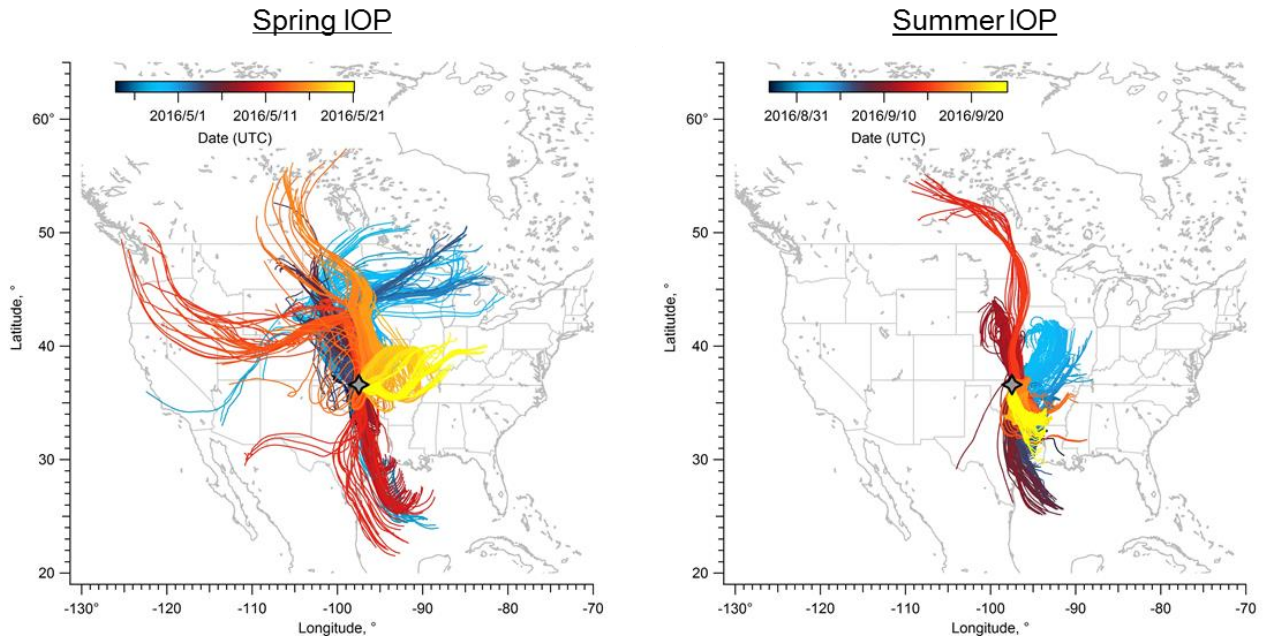 Spring IOP
2016/5/1 2016/5/11 2016/5/21
Date (UTC)
60°
50
40
30
20
Latitude, °
-130° -120 -110 -100 -90 -80 -70
Longitude, °
Summer IOP
2016/8/31 2016/9/10 2016/9/20
Date (UTC)
60°
50
40
30
20
Latitutde, °
-130° -120 -110 -100 -90 -80 -70
Longitude, °